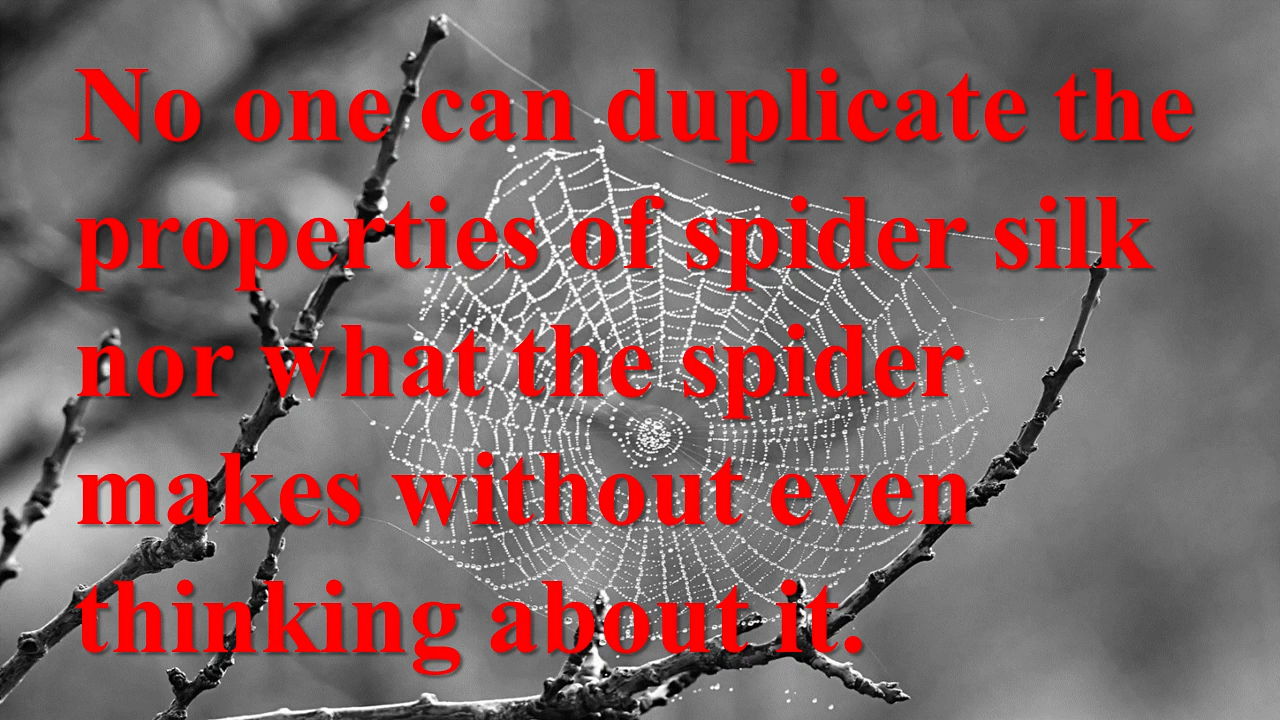 No one can duplicate the
properties of spider silk
nor what the spider
makes without even
thinking about it.